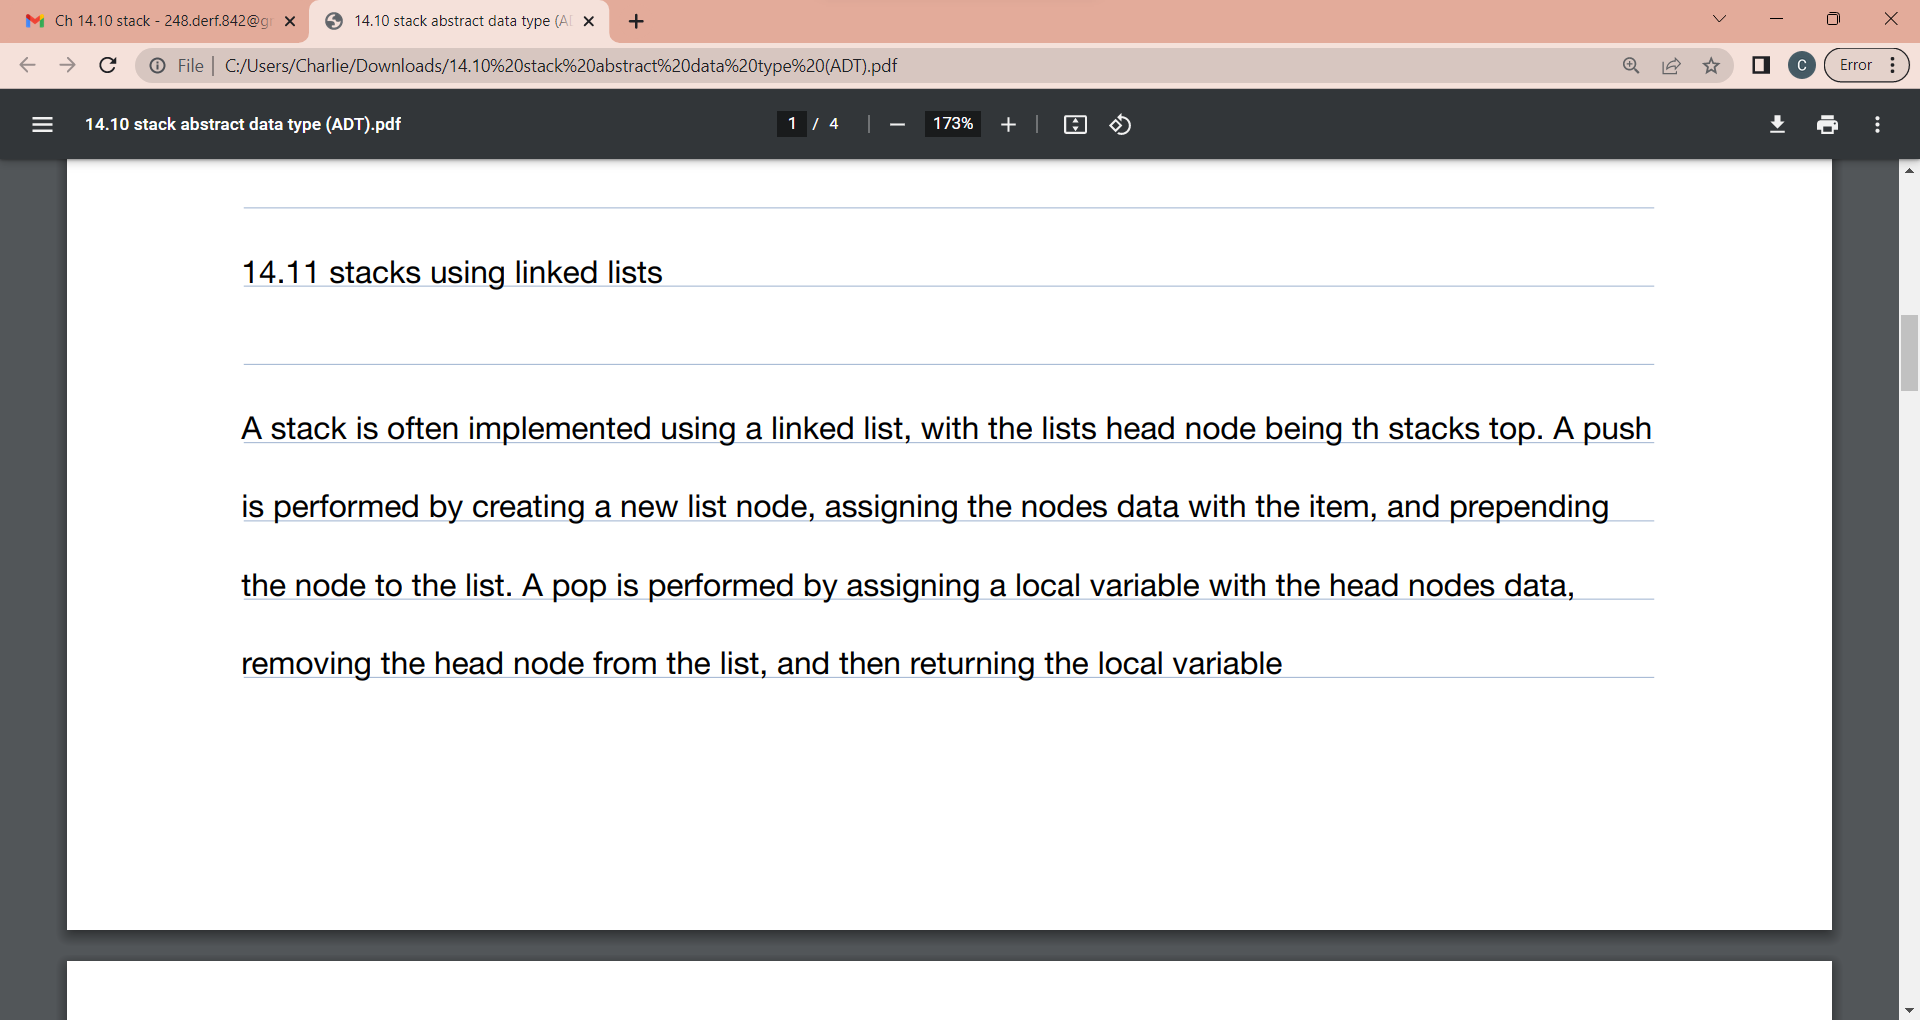 Ch 14.10 stack - 248.derf.842@g
14.10 stack abstract data type (A
File | C:/Users/Charlie/Downloads/14.10%20stack%20abstract%20data%20type%20(ADT).pdf
C
Error
14.10 stack abstract data type (ADT).pdf
1 / 4
173%
14.11 stacks using linked lists
A stack is often implemented using a linked list, with the lists head node being th stacks top. A push
is performed by creating a new list node, assigning the nodes data with the item, and prepending
the node to the list. A pop is performed by assigning a local variable with the head nodes data,
removing the head node from the list, and then returning the local variable